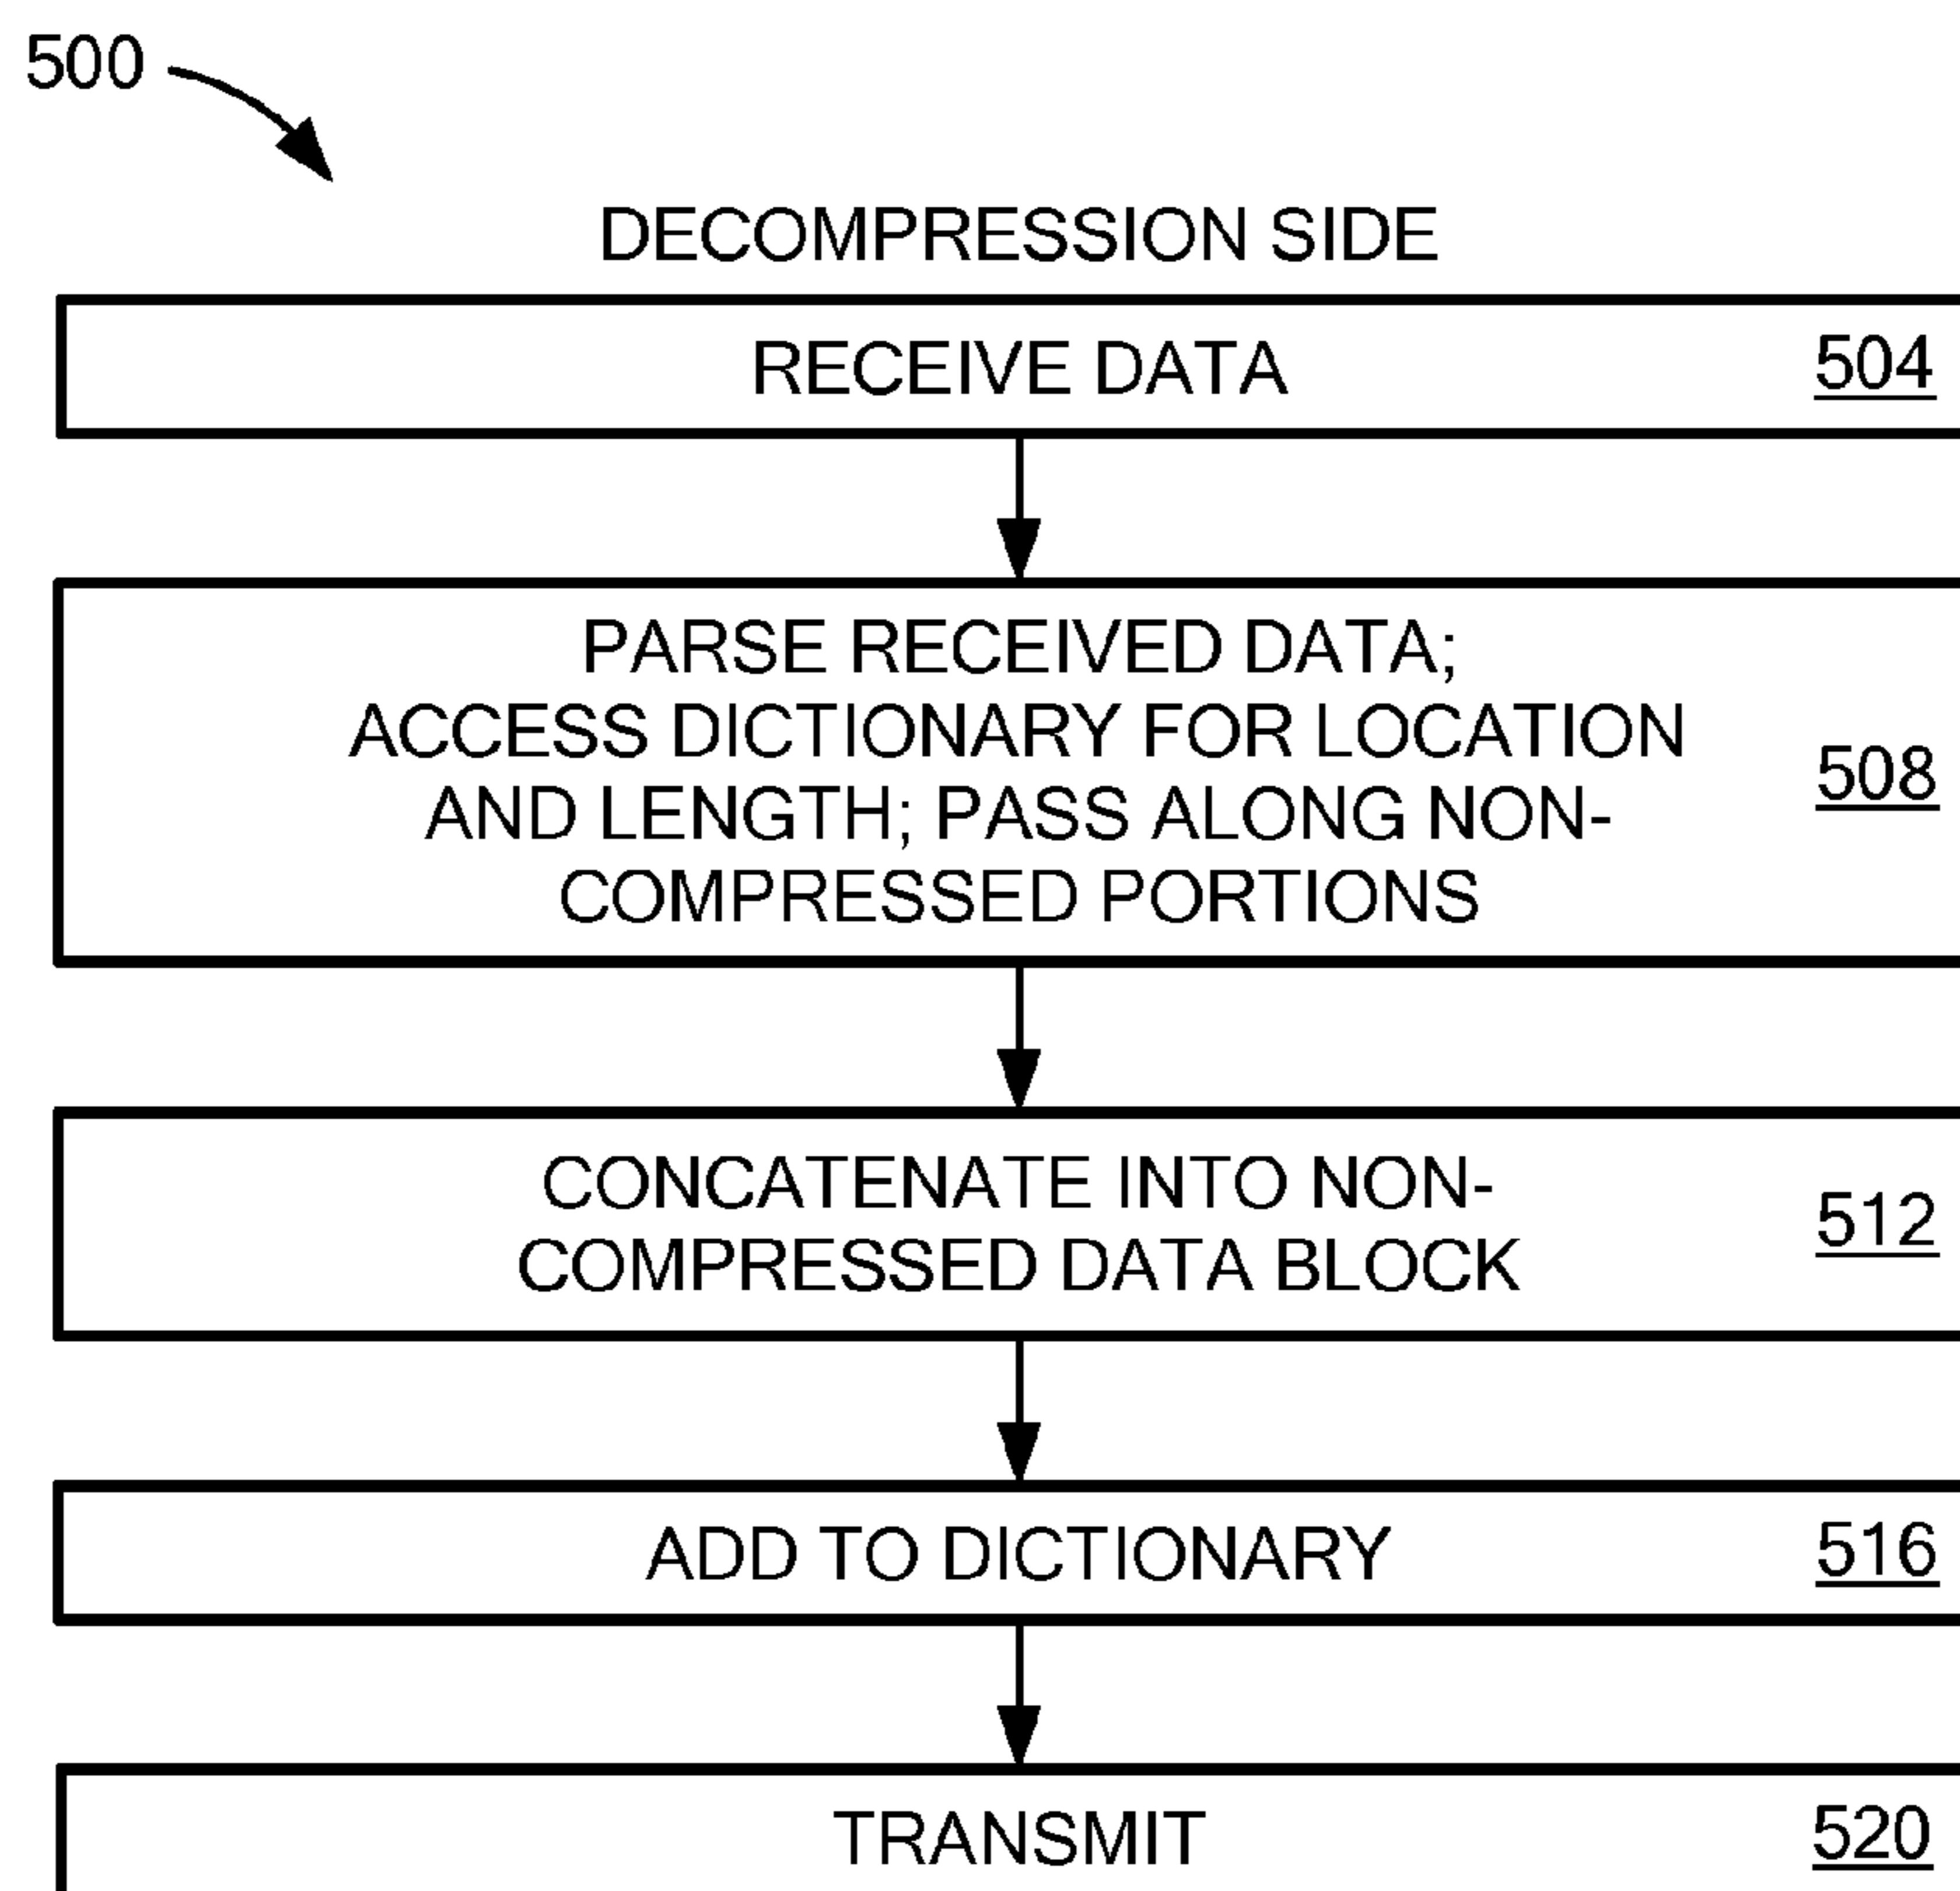 500
DECOMPRESSION SIDE
RECEIVE DATA
504
PARSE RECEIVED DATA;
ACCESS DICTIONARY FOR LOCATION
AND LENGTH; PASS ALONG NON-
COMPRESSED PORTIONS
508
CONCATENATE INTO NON-
COMPRESSED DATA BLOCK
512
ADD TO DICTIONARY
516
TRANSMIT
520